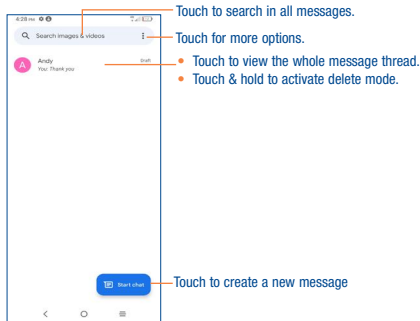 4:28 PM
Touch to search in all messages.
Search images & videos
Touch for more options.
A
Andy
Draft
You: Thank you
• Touch to view the whole message thread.
• Touch & hold to activate delete mode.
Start chat
Touch to create a new message